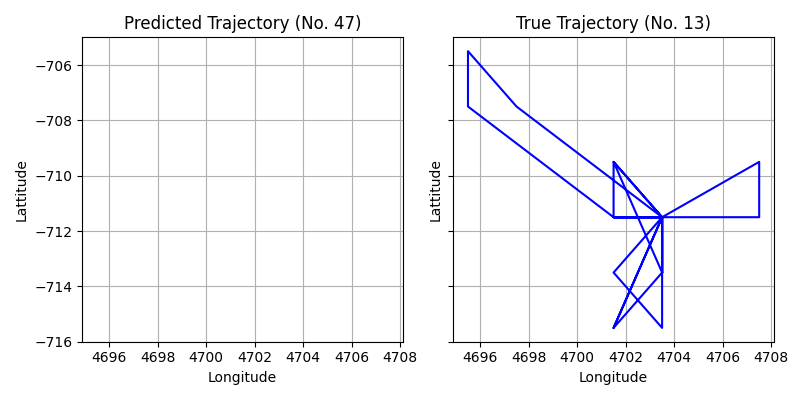 Predicted Trajectory (No. 47)
True Trajectory (No. 13)
−706
−708
−710
−712
−714
−716
Lattitude
Lattitude
4696 4698 4700 4702 4704 4706 4708
4696 4698 4700 4702 4704 4706 4708
Longitude
Longitude